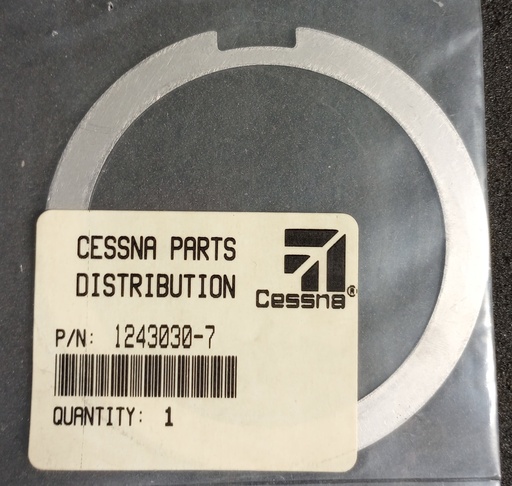 CESSNA PARTS
DISTRIBUTION
Cessna®
P/N: 1243030-7
QUANTITY: 1